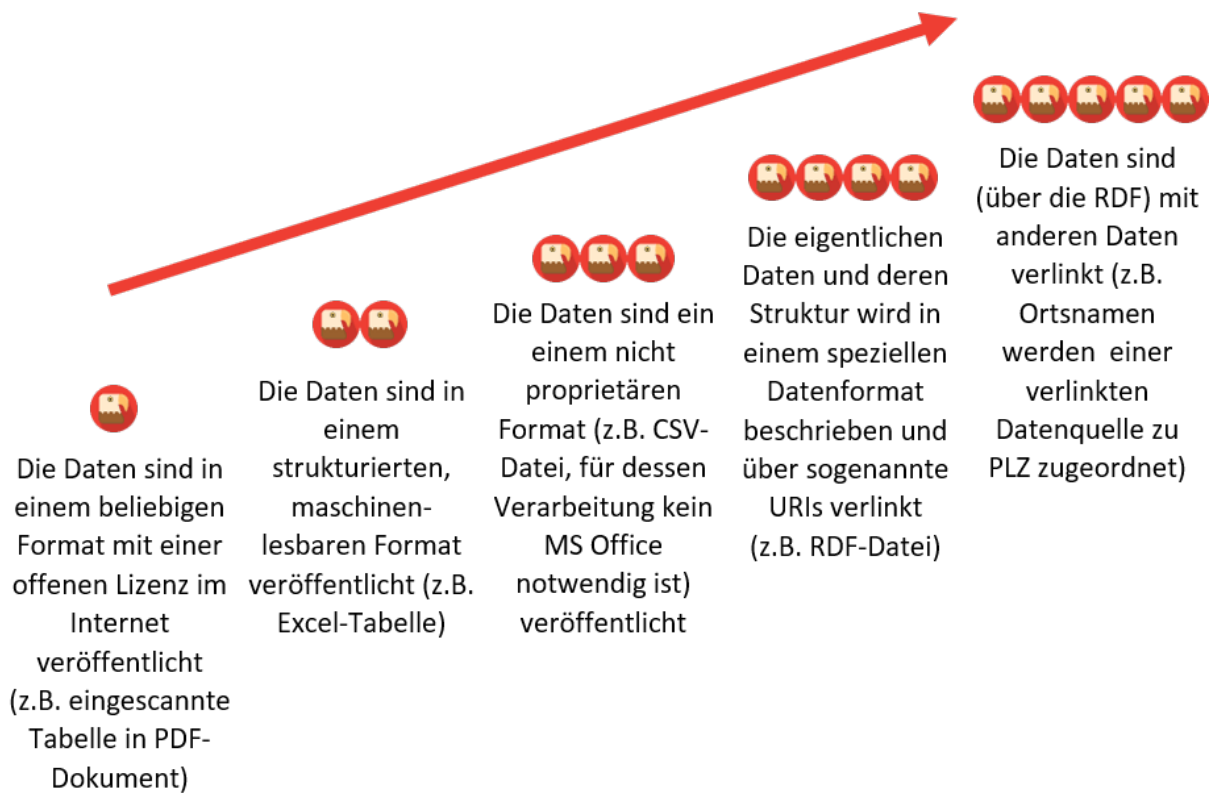 Die Daten sind in
einem beliebigen
Format mit einer
offenen Lizenz im
Internet
veröffentlicht
(z.B. eingescannte
Tabelle in PDF-
Dokument)
Die Daten sind in
einem
strukturierten,
maschinen-
lesbaren Format
veröffentlicht (z.B.
Excel-Tabelle)
Die Daten sind ein
einem nicht
proprietären
Format (z.B. CSV-
Datei, für dessen
Verarbeitung kein
MS Office
notwendig ist)
veröffentlicht
Die eigentlichen
Daten und deren
Struktur wird in
einem speziellen
Datenformat
beschrieben und
über sogenannte
URIs verlinkt
(z.B. RDF-Datei)
Die Daten sind
(über die RDF) mit
anderen Daten
verlinkt (z.B.
Ortsnamen
werden  einer
verlinkten
Datenquelle zu
PLZ zugeordnet)